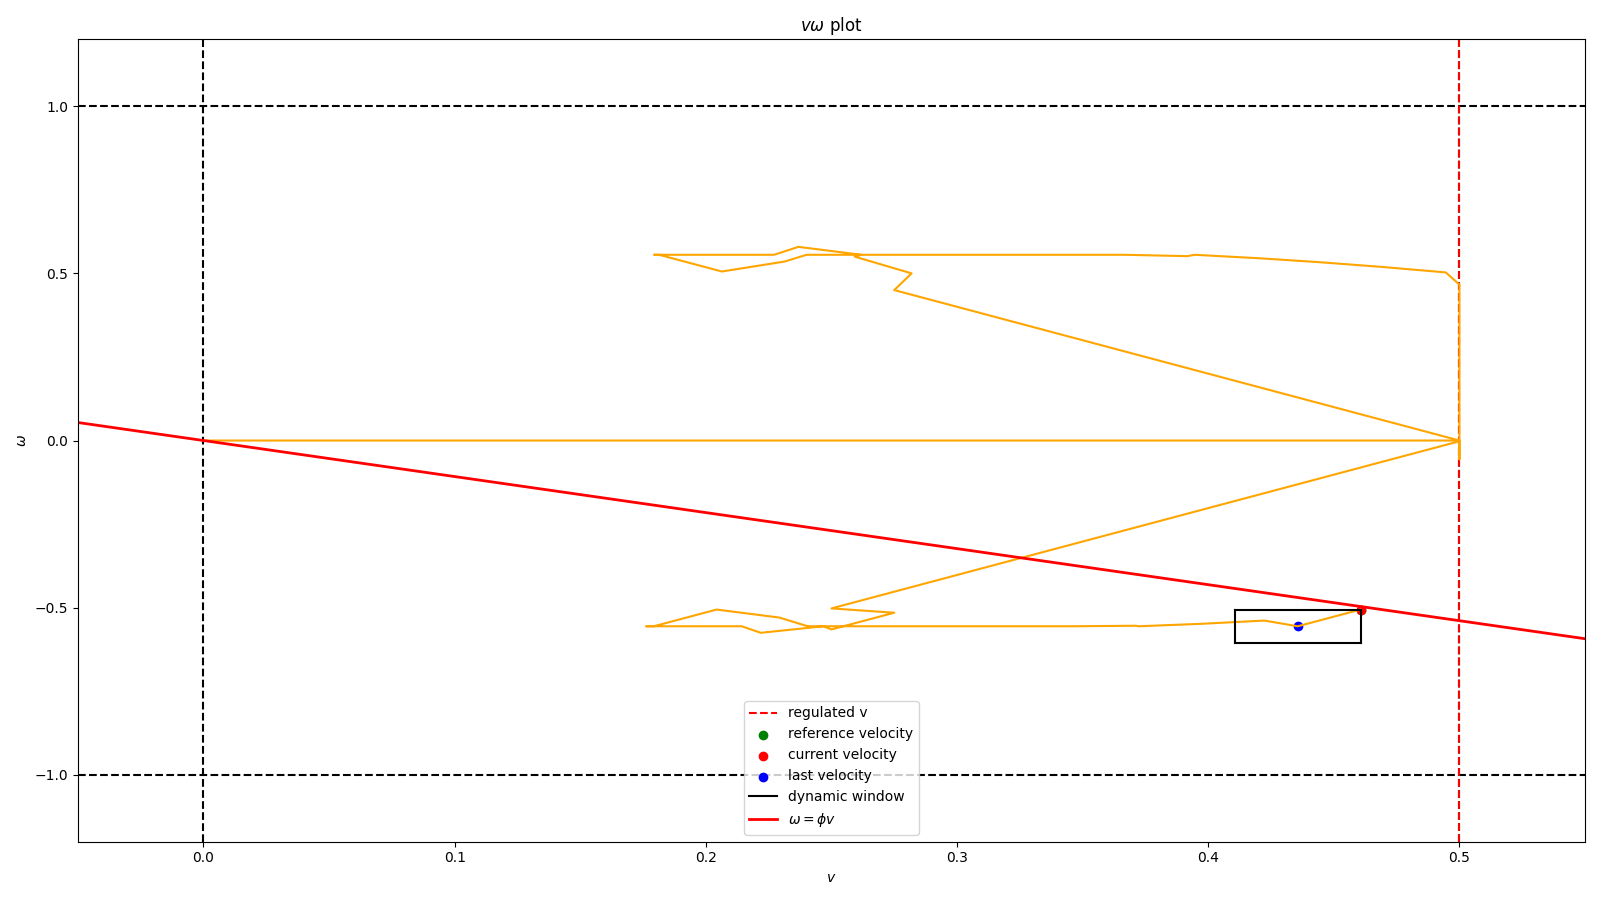 vω plot
1.0
0.5
0.0
−0.5
−1.0
ω
0.0
0.1
0.2
0.3
0.4
0.5
v
regulated v
reference velocity
current velocity
last velocity
dynamic window
ω = ϕv